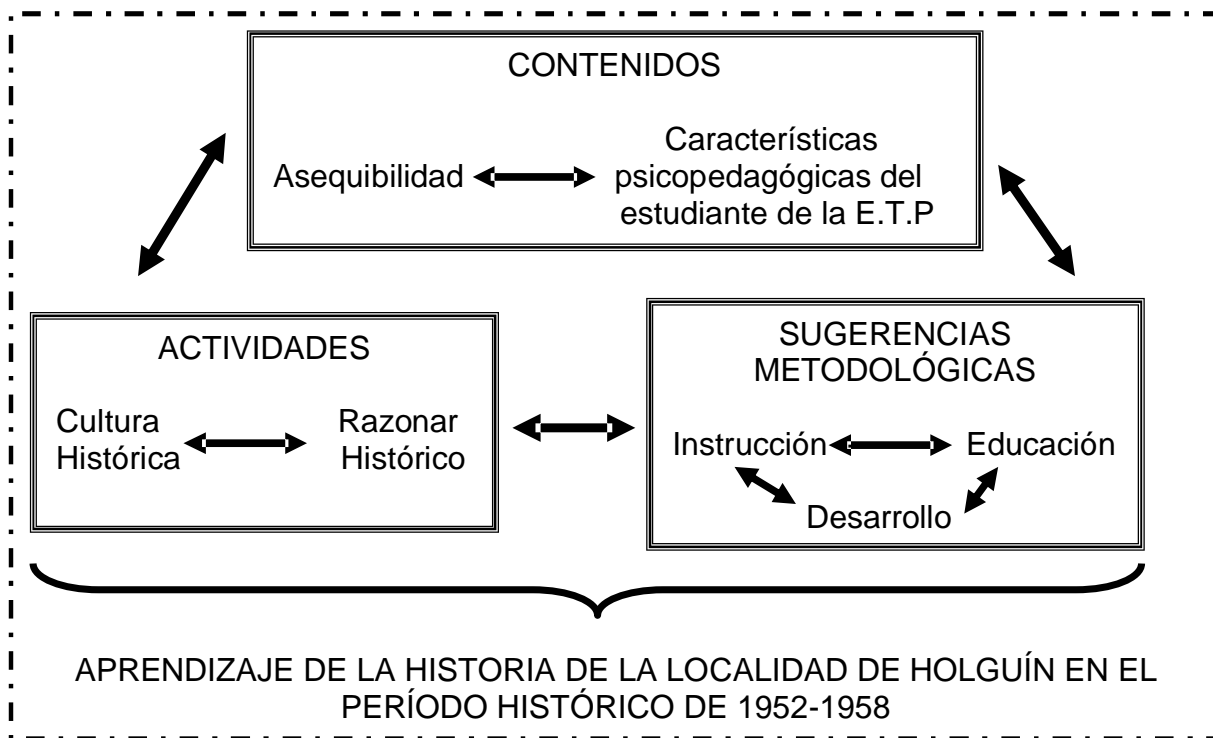 CONTENIDOS
Asequibilidad
Característícas
psicopedagógicas del
estudiante de la E.T.P
ACTIVIDADES
Cultura
Histórica
Razonar
Histórico
SUGERENCIAS
METODOLÓGICAS
Instrucción
Educación
Desarrollo
APRENDIZAJE DE LA HISTORIA DE LA LOCALIDAD DE HOLGUÍN EN EL
PERÍODO HISTÓRICO DE 1952-1958